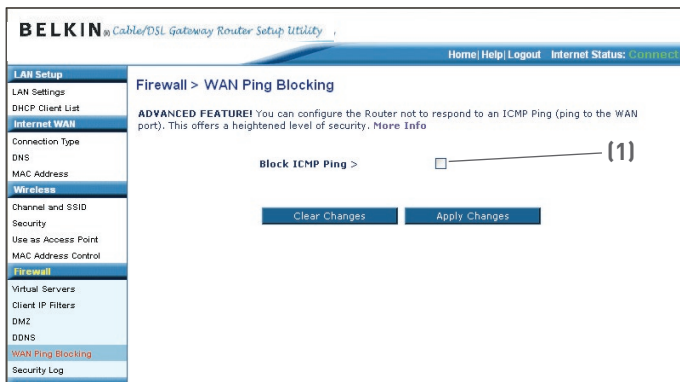 BELKIN® Cable/DSL Gateway Router Setup Utility
Home|Help|Logout Internet Status: Connect
LAN Setup
LAN Settings
DHCP Client List
Internet WAN
Connection Type
DNS
MAC Address
Wireless
Channel and SSID
Security
Use as Access Point
MAC Address Control
Firewall
Virtual Servers
Client IP Filters
DMZ
DDNS
WAN Ping Blocking
Security Log
Firewall > WAN Ping Blocking
ADVANCED FEATURE! You can configure the Router not to respond to an ICMP Ping (ping to the WAN
port). This offers a heightened level of security. More Info
Block ICMP Ping >
(1)
Clear Changes Apply Changes